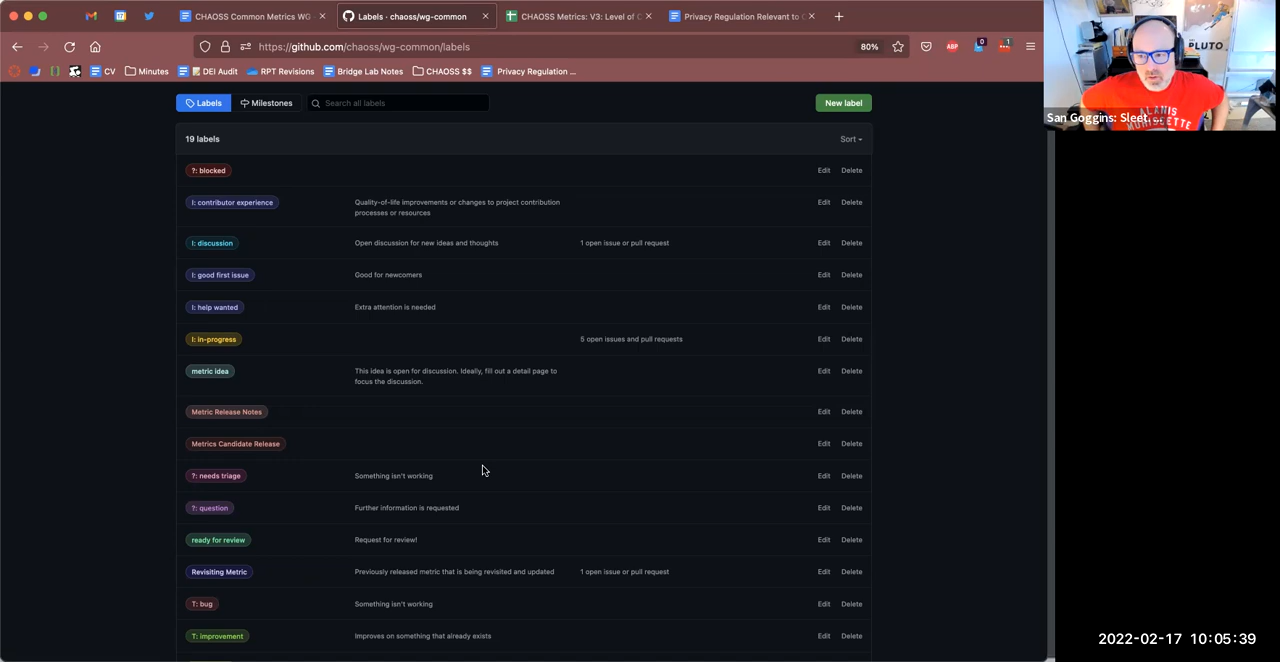 CHAOSS Common Metrics WG
Labels · chaoss/wg-common
CHAOSS Metrics: V3: Level of C
Privacy Regulation Relevant to C
https://github.com/chaoss/wg-common/labels
80%
ABP
0
1
CV
Minutes
DEI Audit
RPT Revisions
Bridge Lab Notes
CHAOSS $$
Privacy Regulation ...
Labels
Milestones
Search all labels
New label
19 labels
Sort
?: blocked
Edit Delete
I: contributor experience
Quality-of-life improvements or changes to project contribution
processes or resources
Edit Delete
I: discussion
Open discussion for new ideas and thoughts
1 open issue or pull request
Edit Delete
I: good first issue
Good for newcomers
Edit Delete
I: help wanted
Extra attention is needed
Edit Delete
I: in-progress
5 open issues and pull requests
Edit Delete
metric idea
This idea is open for discussion. Ideally, fill out a detail page to
focus the discussion.
Edit Delete
Metric Release Notes
Edit Delete
Metrics Candidate Release
Edit Delete
?: needs triage
Something isn't working
Edit Delete
?: question
Further information is requested
Edit Delete
ready for review
Request for review!
Edit Delete
Revisiting Metric
Previously released metric that is being revisited and updated
1 open issue or pull request
Edit Delete
T: bug
Something isn't working
Edit Delete
T: improvement
Improves on something that already exists
Edit Delete
PLUTO
San Goggins: Sleet, ...
ALANIS
MORISSETTE
2022-02-17 10:05:39